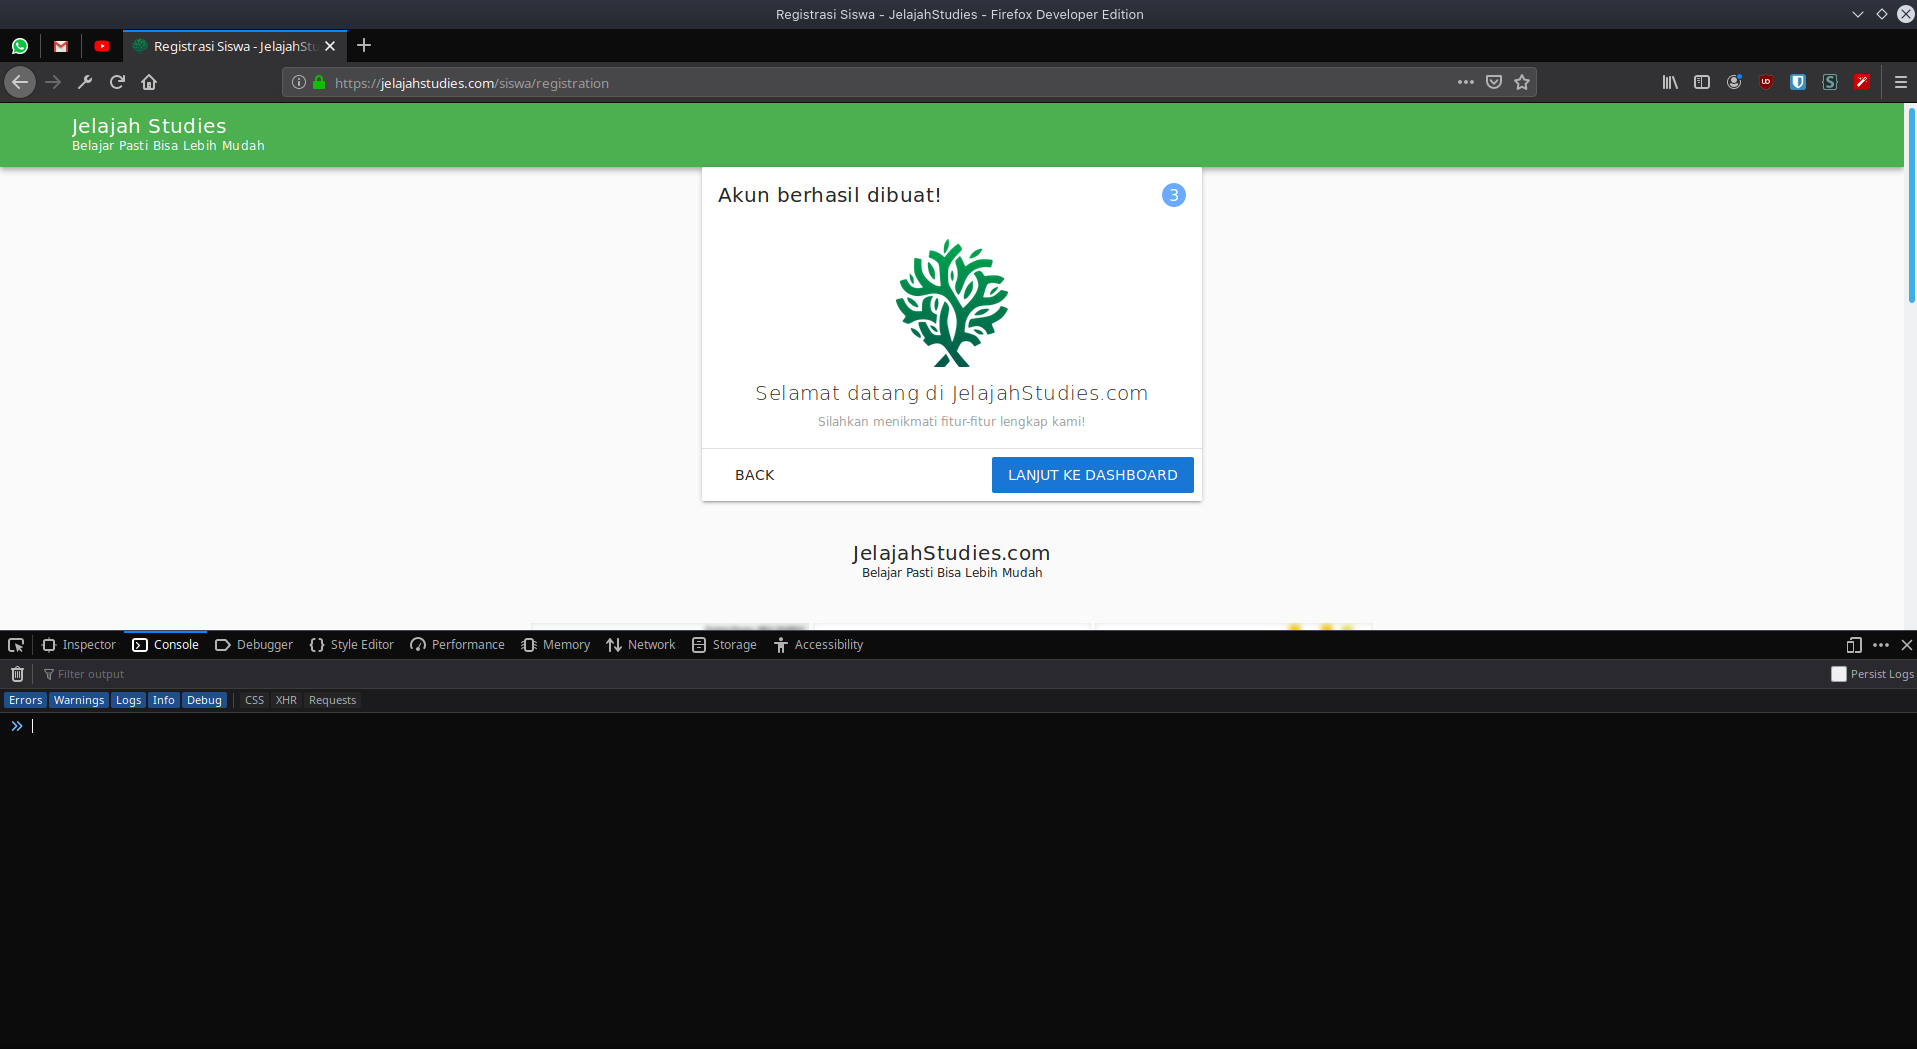 Registrasi Siswa - JelajahStudies - Firefox Developer Edition
Registrasi Siswa - JelajahStu
https://jelajahstudies.com/siswa/registration
Jelajah Studies
Belajar Pasti Bisa Lebih Mudah
Akun berhasil dibuat!
3
Selamat datang di JelajahStudies.com
Silahkan menikmati fitur-fitur lengkap kami!
BACK
LANJUT KE DASHBOARD
JelajahStudies.com
Belajar Pasti Bisa Lebih Mudah
Inspector Console Debugger Style Editor Performance Memory Network Storage Accessibility
Filter output
Persist Logs
Errors Warnings Logs Info Debug CSS XHR Requests